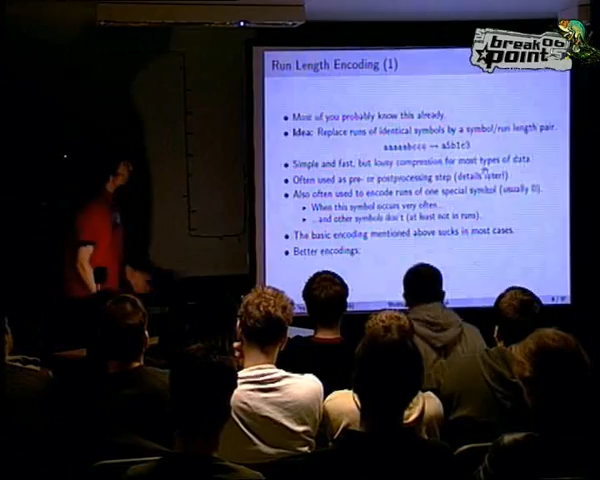 break 06
point
Run Length Encoding (1)
Most of you probably know this already.
Idea: Replace runs of identical symbols by a symbol/run length pair.
aaaaabccc → a5b1c3
Simple and fast, but lousy compression for most types of data.
Often used as pre- or postprocessing step (details later!)
Also often used to encode runs of one special symbol (usually 0).
When this symbol occurs very often...
...and other symbols don't (at least not in runs).
The basic encoding mentioned above sucks in most cases.
Better encodings: